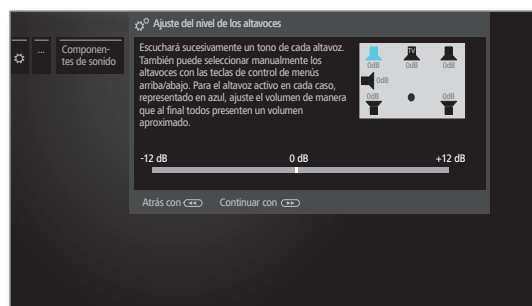 Ajuste del nivel de los altavoces
...
Componen-
tes de sonido
Escuchará sucesivamente un tono de cada altavoz.
También puede seleccionar manualmente los
altavoces con las teclas de control de menús
arriba/abajo. Para el altavoz activo en cada caso,
representado en azul, ajuste el volumen de manera
que al final todos presenten un volumen
aproximado.
TV
0dB 0dB 0dB
0dB
0dB 0dB
-12 dB 0 dB +12 dB
Atrás con Continuar con